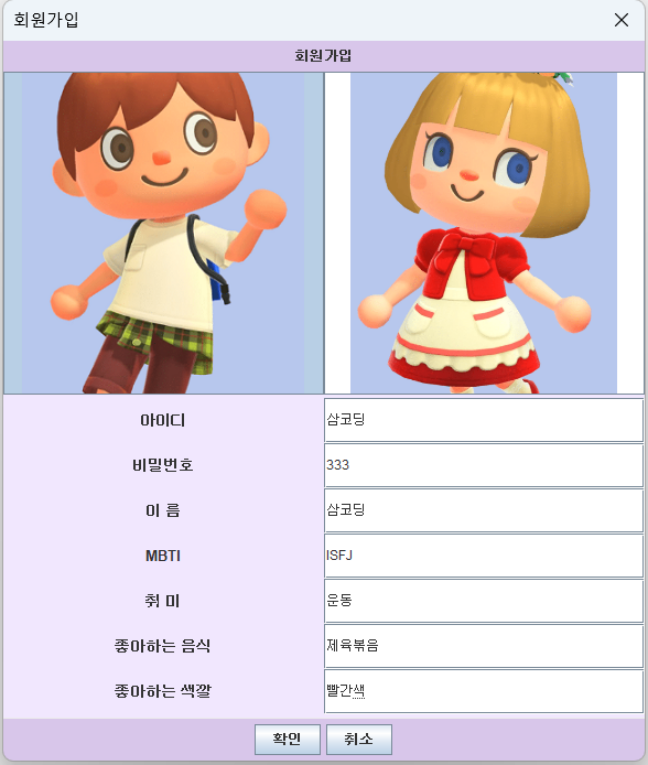 회원가입
회원가입
아이디 삼코딩
비밀번호 333
이 름 삼코딩
MBTI ISFJ
취 미 운동
좋아하는 음식 제육볶음
좋아하는 색깔 빨간색
확인 취소